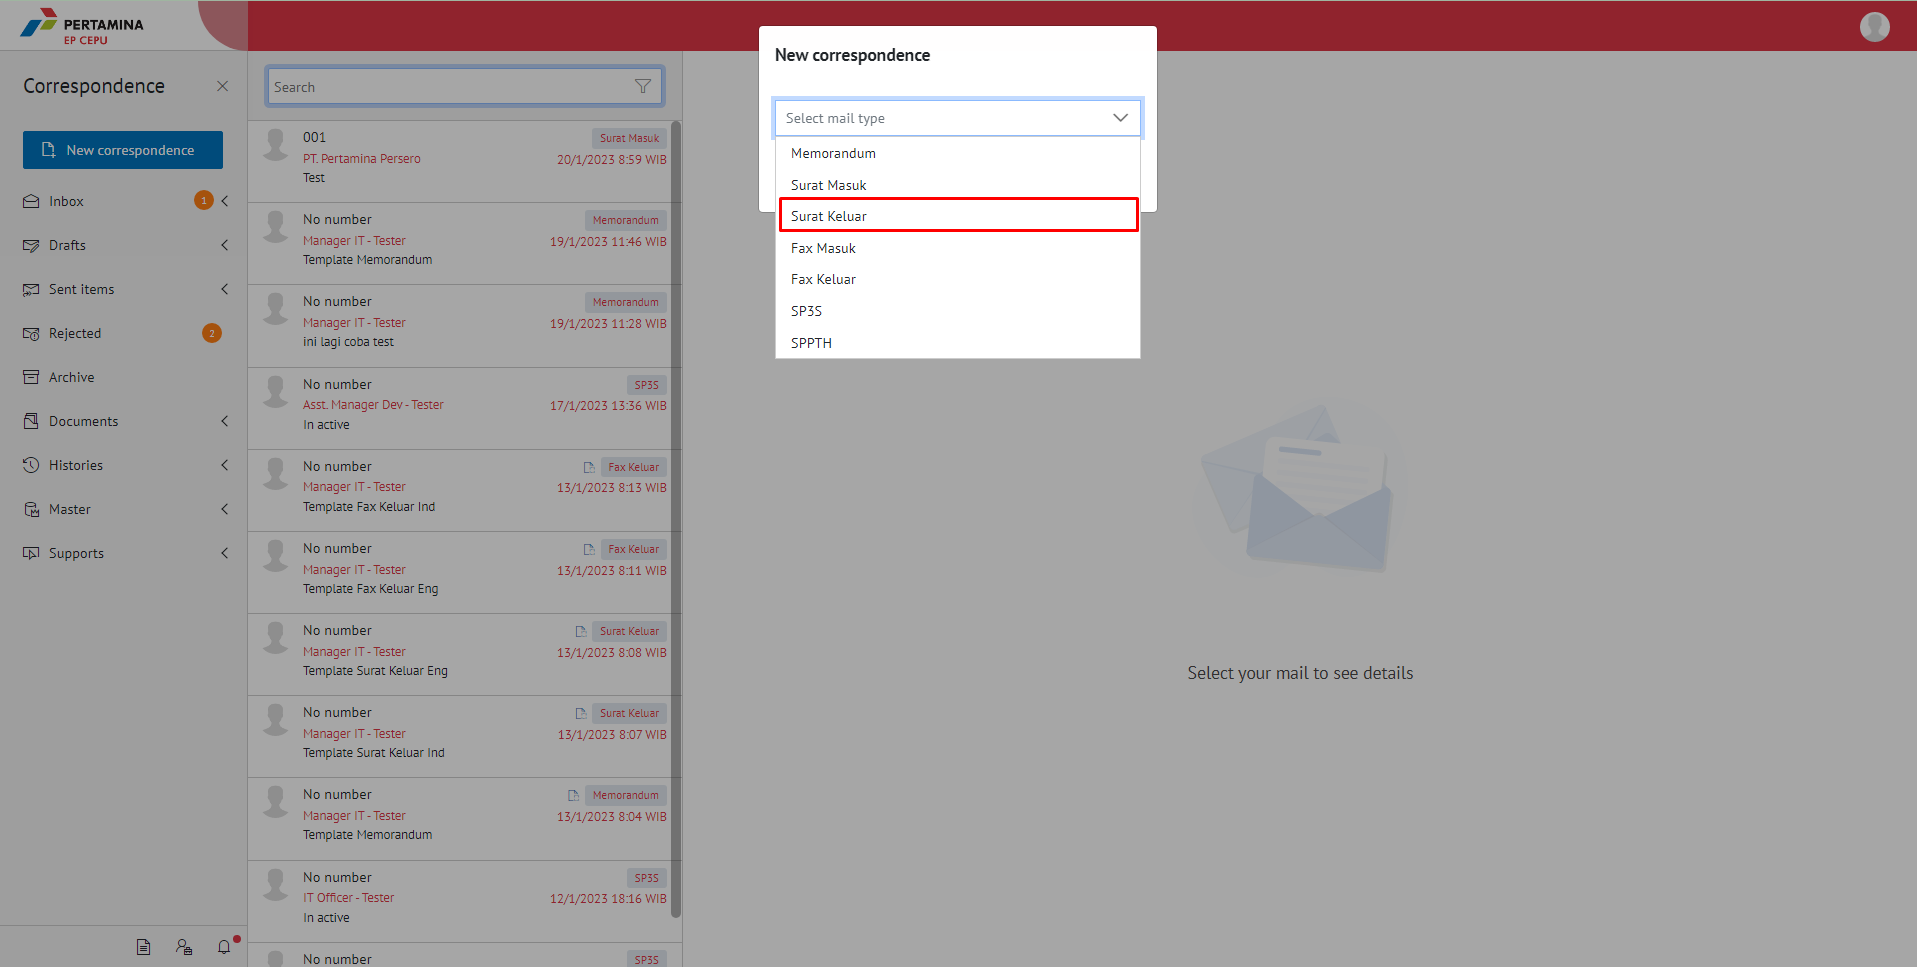 PERTAMINA
EP CEPU
Correspondence
New correspondence
Inbox 1
Drafts
Sent items
Rejected 2
Archive
Documents
Histories
Master
Supports
Search
001 Surat Masuk
PT. Pertamina Persero 20/1/2023 8:59 WIB
Test
No number Memorandum
Manager IT - Tester 19/1/2023 11:46 WIB
Template Memorandum
No number Memorandum
Manager IT - Tester 19/1/2023 11:28 WIB
ini lagi coba test
No number SP3S
Asst. Manager Dev - Tester 17/1/2023 13:36 WIB
In active
No number Fax Keluar
Manager IT - Tester 13/1/2023 8:13 WIB
Template Fax Keluar Ind
No number Fax Keluar
Manager IT - Tester 13/1/2023 8:11 WIB
Template Fax Keluar Eng
No number Surat Keluar
Manager IT - Tester 13/1/2023 8:08 WIB
Template Surat Keluar Eng
No number Surat Keluar
Manager IT - Tester 13/1/2023 8:07 WIB
Template Surat Keluar Ind
No number Memorandum
Manager IT - Tester 13/1/2023 8:04 WIB
Template Memorandum
No number SP3S
IT Officer - Tester 12/1/2023 18:16 WIB
In active
No number SP3S
New correspondence
Select mail type
Memorandum
Surat Masuk
Surat Keluar
Fax Masuk
Fax Keluar
SP3S
SPPTH
Select your mail to see details